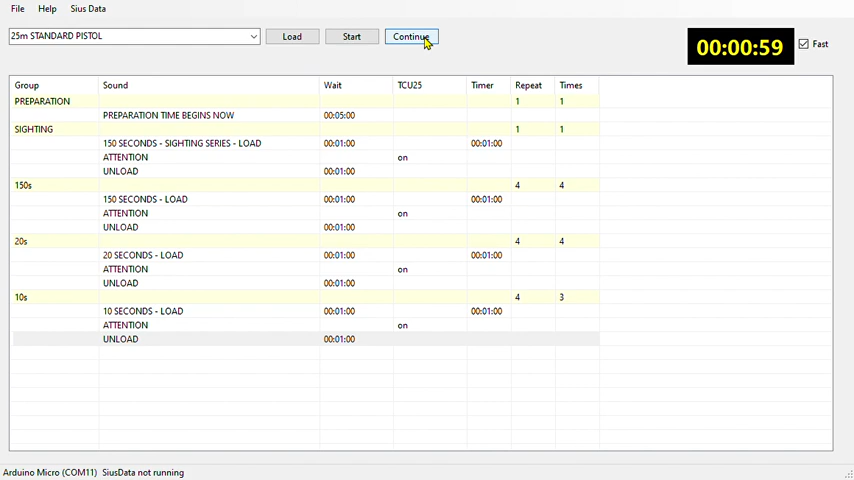 File Help Sius Data
25m STANDARD PISTOL Load Start Continue 00:00:59 Fast
Group Sound Wait TCU25 Timer Repeat Times
PREPARATION 1 1
PREPARATION TIME BEGINS NOW 00:05:00
SIGHTING 1 1
150 SECONDS - SIGHTING SERIES - LOAD 00:01:00 00:01:00
ATTENTION on
UNLOAD 00:01:00
150s 4 4
150 SECONDS - LOAD 00:01:00 00:01:00
ATTENTION on
UNLOAD 00:01:00
20s 4 4
20 SECONDS - LOAD 00:01:00 00:01:00
ATTENTION on
UNLOAD 00:01:00
10s 4 3
10 SECONDS - LOAD 00:01:00 00:01:00
ATTENTION on
UNLOAD 00:01:00
Arduino Micro (COM11) SiusData not running